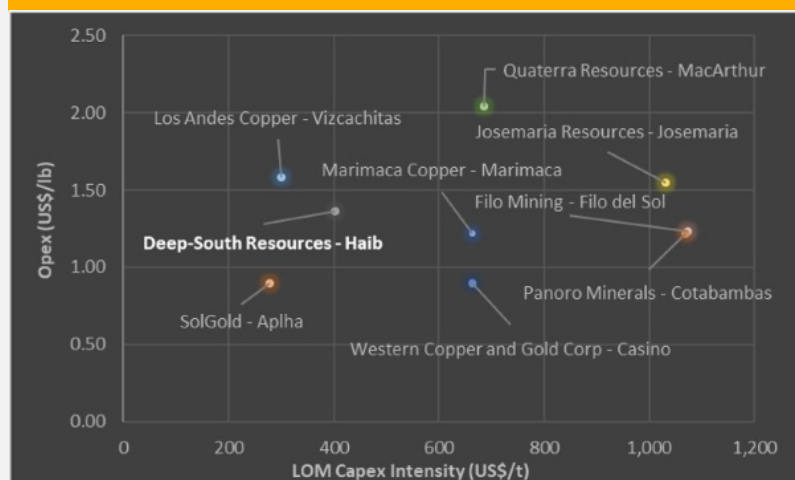 2.50
2.00
1.50
1.00
0.50
0.00
Opex (US$/lb)
Quaterra Resources - MacArthur
Los Andes Copper - Vizcachitas
Josemaria Resources - Josemaria
Marimaca Copper - Marimaca
Filo Mining - Filo del Sol
Deep-South Resources - Haib
Panoro Minerals - Cotabambas
SolGold - Aplha
Western Copper and Gold Corp - Casino
0
200
400
600
800
1,000
1,200
LOM Capex Intensity (US$/t)